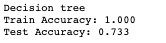 Decision tree
Train Accuracy: 1.000
Test Accuracy: 0.733